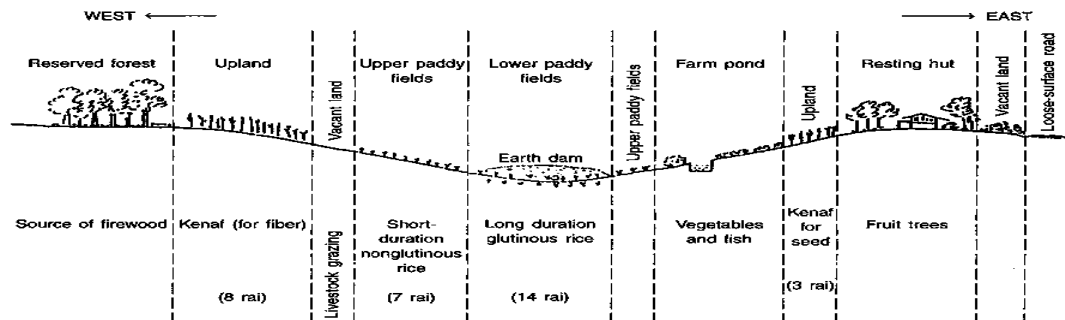 WEST ← → EAST
Reserved forest
Upland
Vacant land
Upper paddy
fields
Lower paddy
fields
Upper paddy fields
Farm pond
Upland
Resting hut
Vacant land
Loose-surface road
Earth dam
Source of firewood
Kenaf (for fiber)
(8 rai)
Livestock grazing
Short-
duration
nonglutinous
rice
(7 rai)
Long duration
glutinous rice
(14 rai)
Vegetables
and fish
Kenaf
for
seed
(3 rai)
Fruit trees